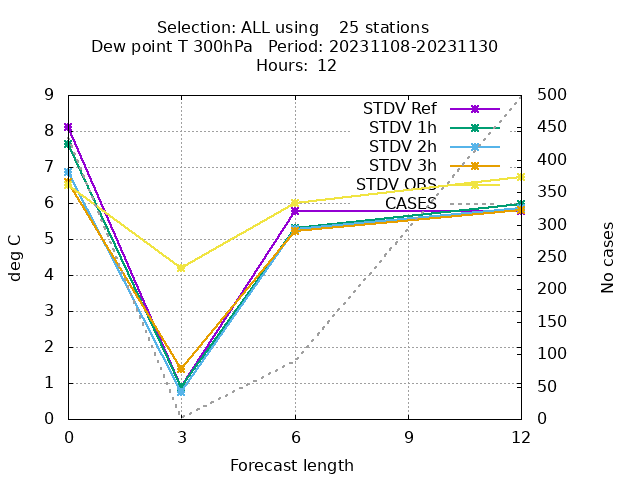 Selection: ALL using    25 stations
Dew point T 300hPa   Period: 20231108-20231130
Hours: 12
STDV Ref
STDV 1h
STDV 2h
STDV 3h
STDV OBS
CASES
9
8
7
6
5
4
3
2
1
0
500
450
400
350
300
250
200
150
100
50
0
deg C
No cases
0 3 6 9 12
Forecast length